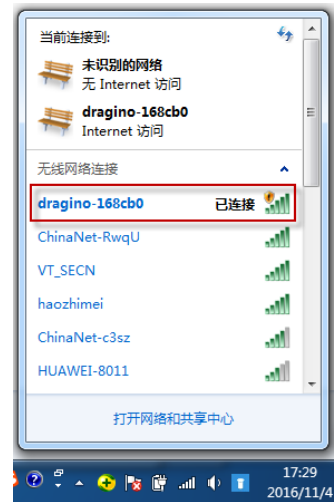 当前连接到:
未识别的网络
无 Internet 访问
dragino-168cb0
Internet 访问
无线网络连接
dragino-168cb0 已连接
ChinaNet-RwqU
VT_SECN
haozhimei
ChinaNet-c3sz
HUAWEI-8011
打开网络和共享中心
17:29
2016/11/4